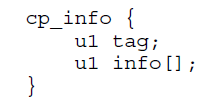 cp_info {
    u1 tag;
    u1 info[];
}